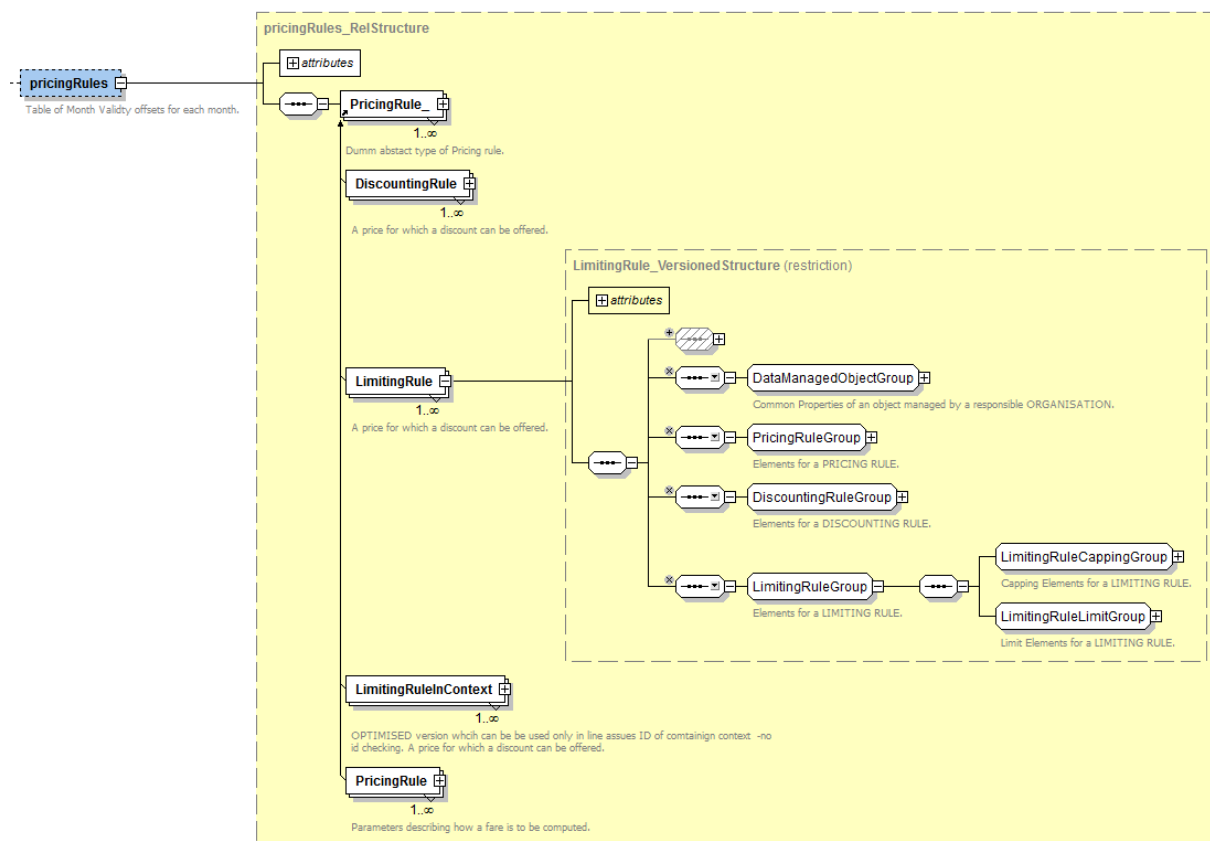 pricingRules_RelStructure
attributes
pricingRules
Table of Month Validty offsets for each month.
PricingRule_
1..∞
Dumm abstact type of Pricing rule.
DiscountingRule
1..∞
A price for which a discount can be offered.
LimitingRule_VersionedStructure (restriction)
attributes
DataManagedObjectGroup
Common Properties of an object managed by a responsible ORGANISATION.
LimitingRule
1..∞
A price for which a discount can be offered.
PricingRuleGroup
Elements for a PRICING RULE.
DiscountingRuleGroup
Elements for a DISCOUNTING RULE.
LimitingRuleGroup
Elements for a LIMITING RULE.
LimitingRuleCappingGroup
Capping Elements for a LIMITING RULE.
LimitingRuleLimitGroup
Limit Elements for a LIMITING RULE.
LimitingRuleInContext
1..∞
OPTIMISED version whcih can be be used only in line assues ID of comtainign context -no
id checking. A price for which a discount can be offered.
PricingRule
1..∞
Parameters describing how a fare is to be computed.